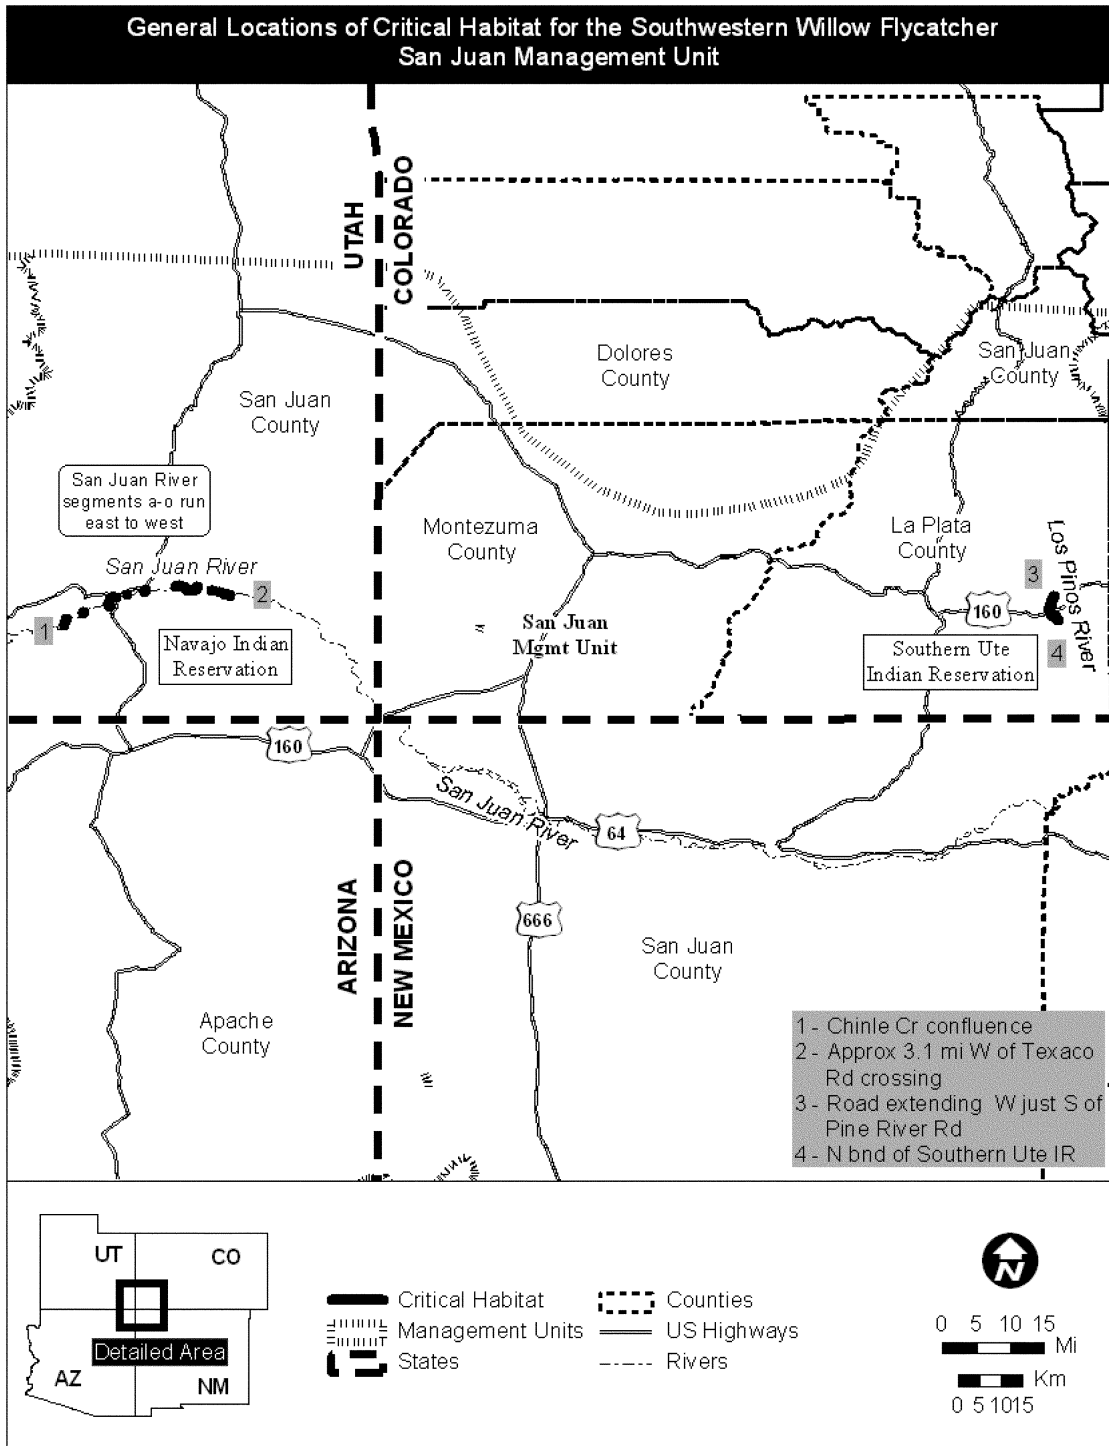 General Locations of Critical Habitat for the Southwestern Willow Flycatcher
San Juan Management Unit
UTAH
COLORADO
Dolores
County
San Juan
County
San Juan
County
San Juan River
segments a-o run
east to west
Montezuma
County
La Plata
County
San Juan River
Los Pinos River
3
2
1
160
San Juan
Mgmt Unit
Navajo Indian
Reservation
Southern Ute
Indian Reservation
4
160
San Juan River
64
666
ARIZONA
NEW MEXICO
San Juan
County
Apache
County
1 - Chinle Cr confluence
2 - Approx 3.1 mi W of Texaco
Rd crossing
3 - Road extending W just S of
Pine River Rd
4 - N bnd of Southern Ute IR
UT
CO
Detailed Area
AZ
NM
Critical Habitat
Management Units
States
Counties
US Highways
Rivers
N
0 5 10 15
Mi
Km
0 5 1015